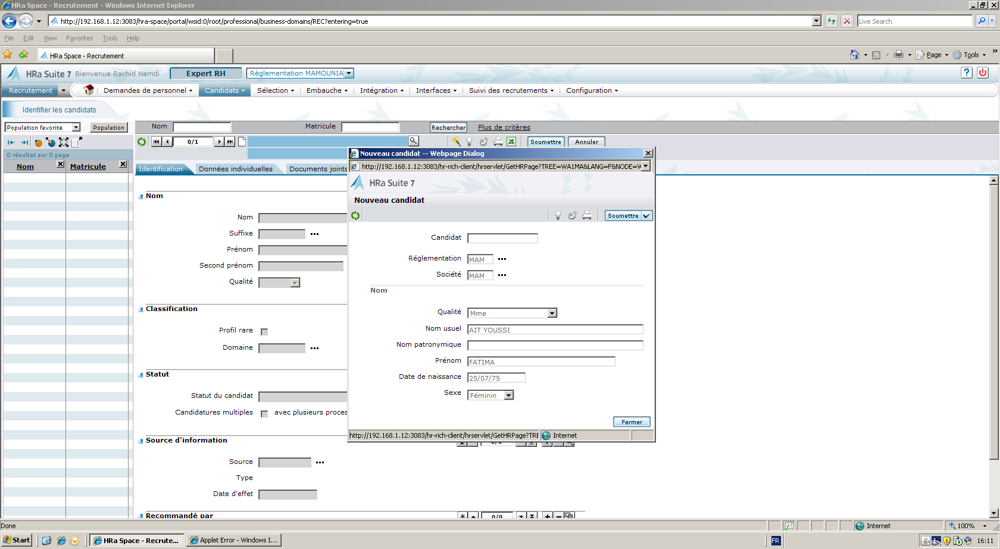 HRa Space - Recrutement - Windows Internet Explorer
http://192.168.1.12:3083/hra-space/portal/wsid:0/root/professional/business-domains/REC?entering=true
Live Search
File Edit View Favorites Tools Help
HRa Space - Recrutement
Page Tools »
HRa Suite 7 Bienvenue Rachid Hamdi Expert RH Règlementation MAMOUNIA
Recrutement Demandes de personnel Candidats Sélection Embauche Intégration Interfaces Suivi des recrutements Configuration
Identifier les candidats
Population favorite Population Nom Matricule Rechercher Plus de critères
0/1 Soumettre Annuler
0 résultat sur 0 page
Nom Matricule
Identification Données individuelles Documents joints
Nom
Nom
Suffixe
Prénom
Second prénom
Qualité
Classification
Profil rare
Domaine
Statut
Statut du candidat
Candidatures multiples avec plusieurs proces
Source d'information
Source
Type
Date d'effet
Recommandé par 0/0
Nouveau candidat -- Webpage Dialog
http://192.168.1.12:3083/hr-rich-client/hrservlet/GetHRPage?TREE=WA1MA&LANG=F&NODE=
HRa Suite 7
Nouveau candidat
Soumettre
Candidat
Réglementation MAM
Société MAM
Nom
Qualité Mme
Nom usuel AIT YOUSSI
Nom patronymique
Prénom FATIMA
Date de naissance 25/07/75
Sexe Féminin
Fermer
http://192.168.1.12:3083/hr-rich-client/hrservlet/GetHRPage?TRE Internet
Done Internet 100%
Start HRa Space - Recrute... Applet Error - Windows I... FR 16:11